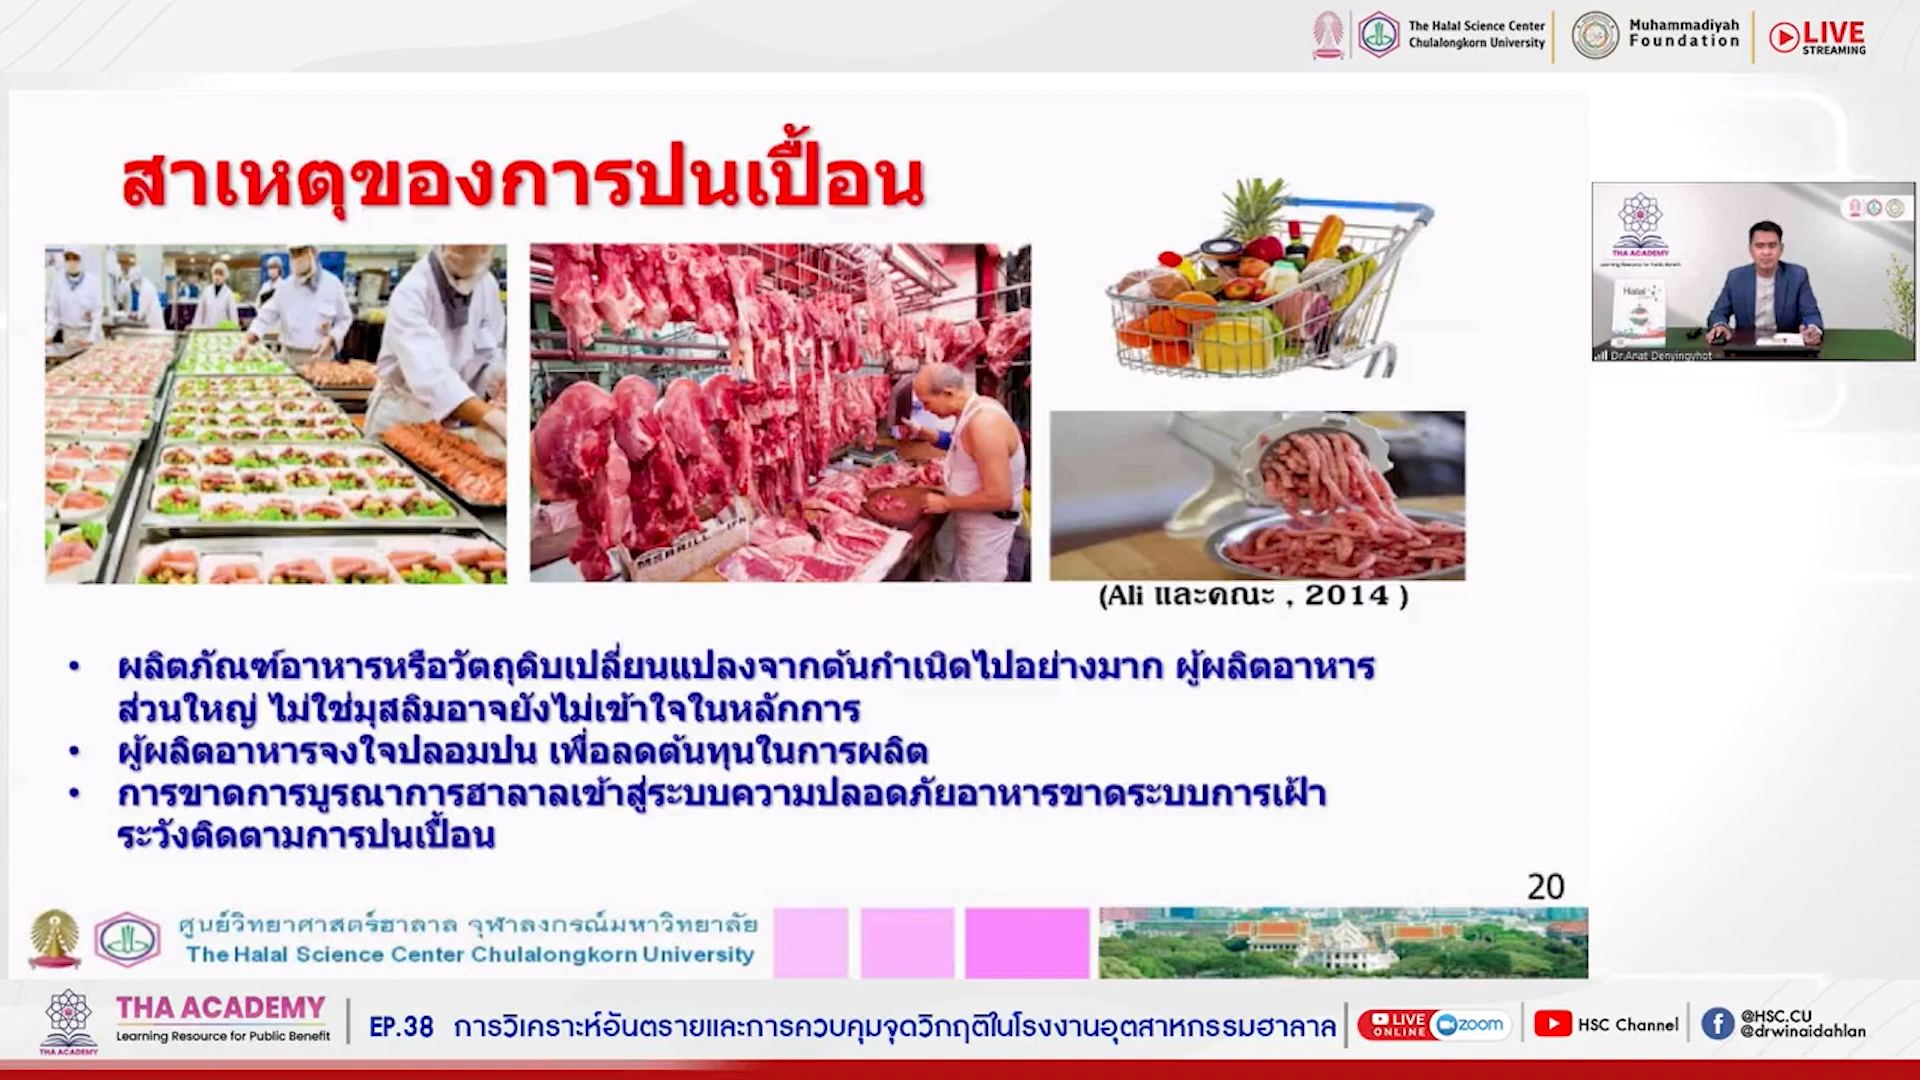 The Halal Science Center
Chulalongkorn University
Muhammadiyah
Foundation
LIVE
STREAMING
สาเหตุของการปนเปื้อน
(Ali และคณะ , 2014 )
• ผลิตภัณฑ์อาหารหรือวัตถุดิบเปลี่ยนแปลงจากต้นกำเนิดไปอย่างมาก ผู้ผลิตอาหาร
ส่วนใหญ่ ไม่ใช่มุสลิมอาจยังไม่เข้าใจในหลักการ
• ผู้ผลิตอาหารจงใจปลอมปน เพื่อลดต้นทุนในการผลิต
• การขาดการบูรณาการฮาลาลเข้าสู่ระบบความปลอดภัยอาหารขาดระบบการเฝ้า
ระวังติดตามการปนเปื้อน
20
ศูนย์วิทยาศาสตร์ฮาลาล จุฬาลงกรณ์มหาวิทยาลัย
The Halal Science Center Chulalongkorn University
THA ACADEMY
Learning Resource for Public Benefit
Halal
Dr.Anat Denyingyhot
THA ACADEMY
THA ACADEMY
Learning Resource for Public Benefit
EP.38 การวิเคราะห์อันตรายและการควบคุมจุดวิกฤติในโรงงานอุตสาหกรรมฮาลาล
LIVE
ONLINE
zoom
HSC Channel
@HSC.CU
@drwinaidahlan